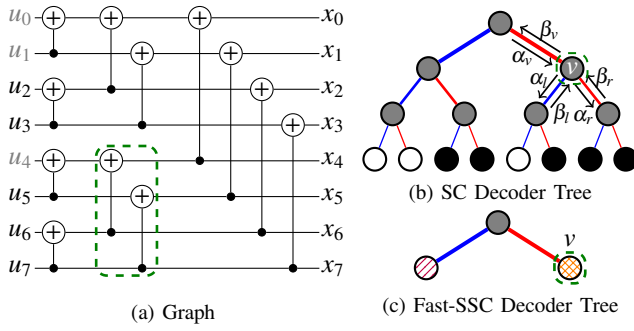 u₀ x₀
u₁ x₁
u₂ x₂
u₃ x₃
u₄ x₄
u₅ x₅
u₆ x₆
u₇ x₇
(a) Graph
βᵥ
αᵥ
v
αₗ
βₗ
αᵣ
βᵣ
(b) SC Decoder Tree
v
(c) Fast-SSC Decoder Tree